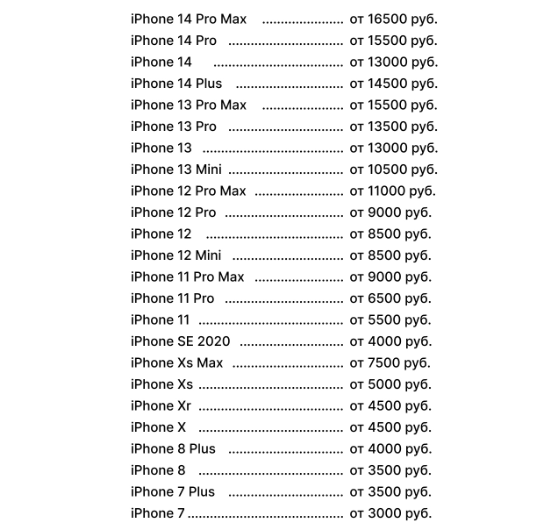 iPhone 14 Pro Max ...................... от 16500 руб.
iPhone 14 Pro ............................... от 15500 руб.
iPhone 14 ................................... от 13000 руб.
iPhone 14 Plus ............................. от 14500 руб.
iPhone 13 Pro Max ...................... от 15500 руб.
iPhone 13 Pro ............................... от 13500 руб.
iPhone 13 ...................................... от 13000 руб.
iPhone 13 Mini ............................... от 10500 руб.
iPhone 12 Pro Max ........................ от 11000 руб.
iPhone 12 Pro ................................ от 9000 руб.
iPhone 12 ..................................... от 8500 руб.
iPhone 12 Mini .............................. от 8500 руб.
iPhone 11 Pro Max ........................ от 9000 руб.
iPhone 11 Pro ................................ от 6500 руб.
iPhone 11 ....................................... от 5500 руб.
iPhone SE 2020 ............................ от 4000 руб.
iPhone Xs Max .............................. от 7500 руб.
iPhone Xs ....................................... от 5000 руб.
iPhone Xr ....................................... от 4500 руб.
iPhone X ....................................... от 4500 руб.
iPhone 8 Plus ............................... от 4000 руб.
iPhone 8 ....................................... от 3500 руб.
iPhone 7 Plus ............................... от 3500 руб.
iPhone 7 .......................................... от 3000 руб.